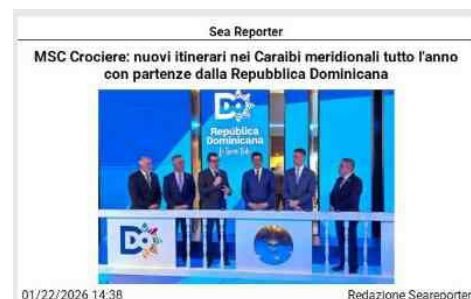 Sea Reporter
MSC Crociere: nuovi itinerari nei Caraibi meridionali tutto l'anno
con partenze dalla Repubblica Dominicana
República
Dominicana
01/22/2026 14:38
Redazione Seareporter